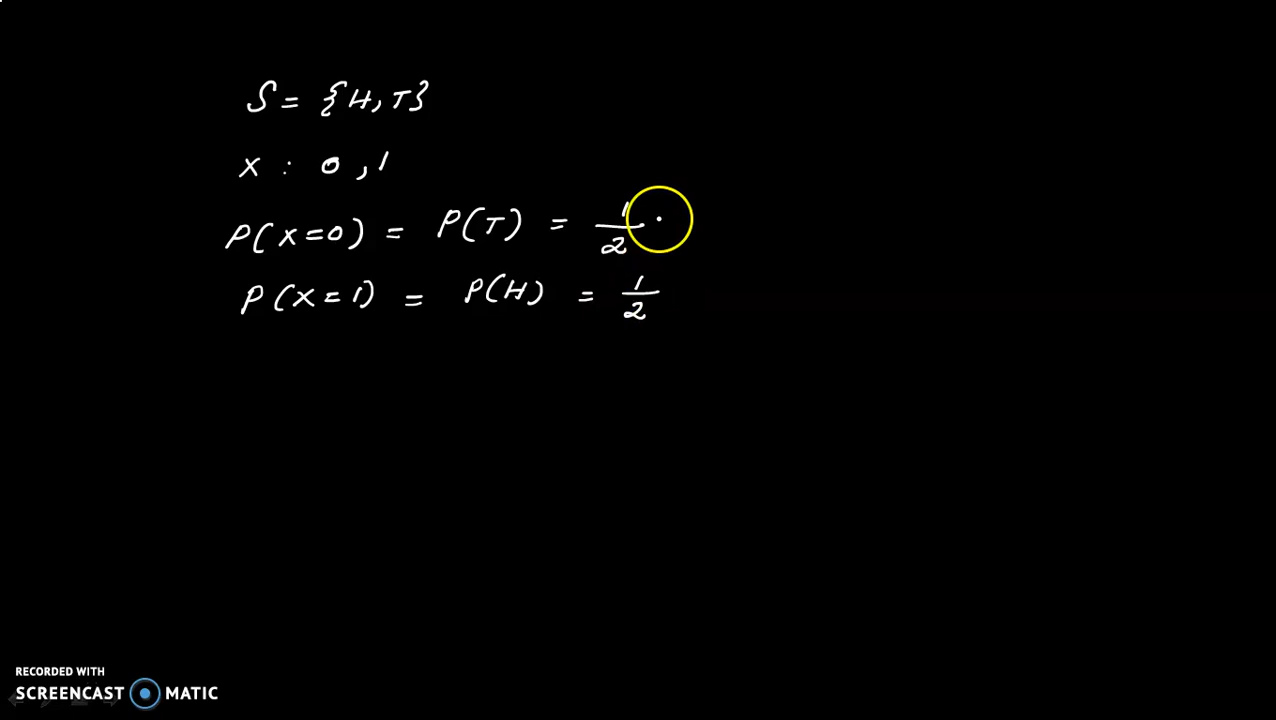 S = {H, T}
X : 0, 1
P(X=0) = P(T) = 1/2
P(X=1) = P(H) = 1/2
RECORDED WITH
SCREENCAST MATIC